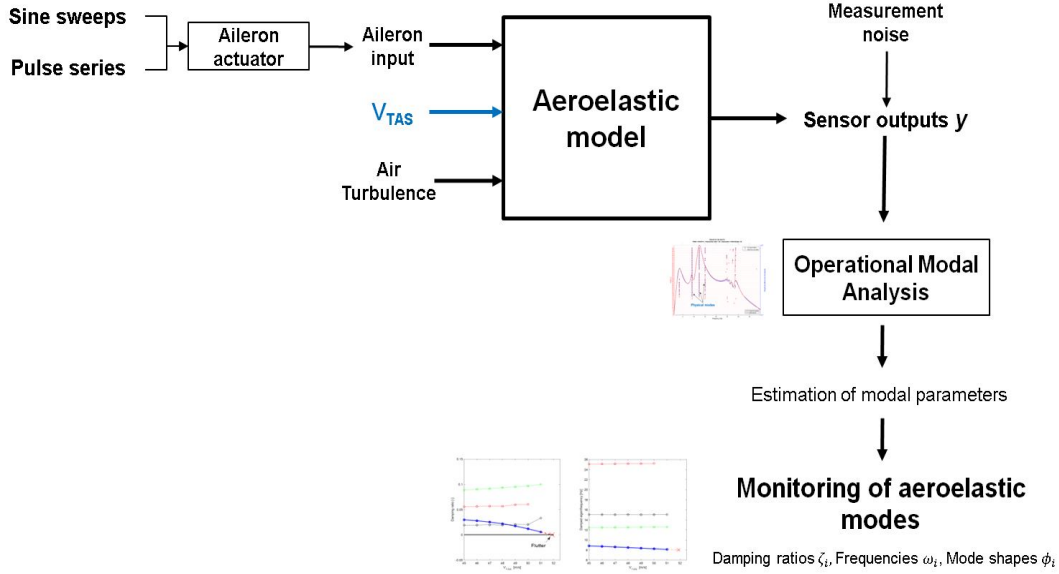 Sine sweeps
Pulse series
Aileron
actuator
Aileron
input
V_TAS
Air
Turbulence
Aeroelastic
model
Measurement
noise
Sensor outputs y
Physical modes
Operational Modal
Analysis
Estimation of modal parameters
Flutter
Monitoring of aeroelastic
modes
Damping ratios ζᵢ, Frequencies ωᵢ, Mode shapes ϕᵢ